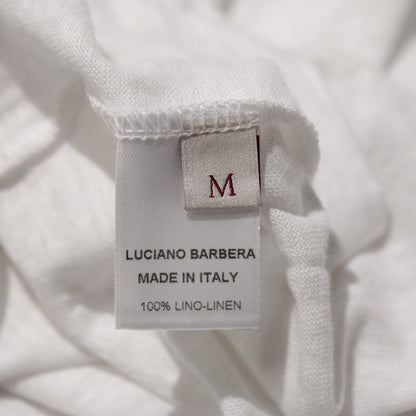 M
LUCIANO BARBERA
MADE IN ITALY
100% LINO-LINEN